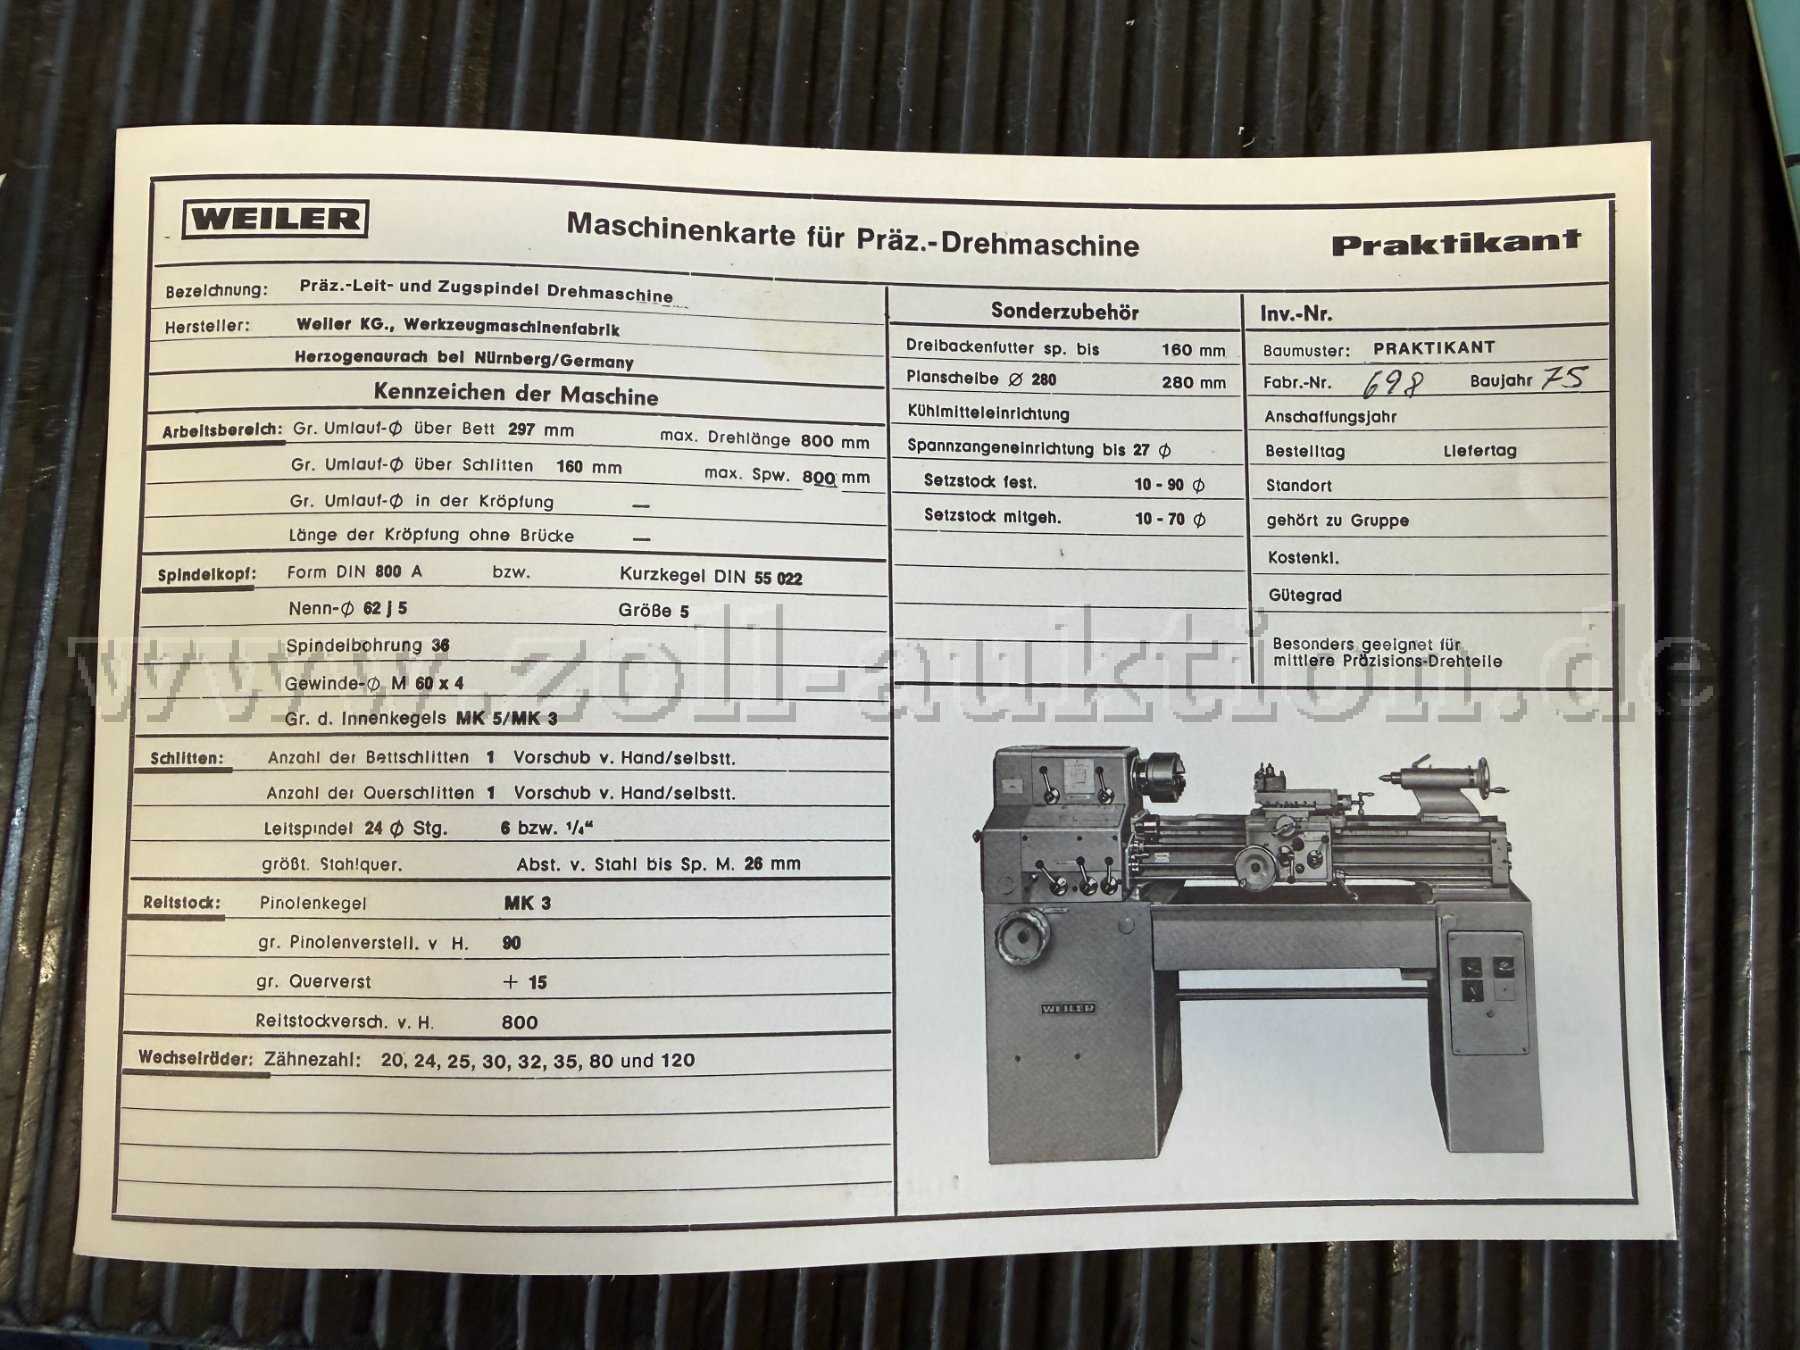 WEILER
Maschinenkarte für Präz.-Drehmaschine
Praktikant
Bezeichnung: Präz.-Leit- und Zugspindel Drehmaschine
Hersteller: Weiler KG., Werkzeugmaschinenfabrik
Herzogenaurach bei Nürnberg/Germany
Kennzeichen der Maschine
Arbeitsbereich: Gr. Umlauf-∅ über Bett 297 mm max. Drehlänge 800 mm
Gr. Umlauf-∅ über Schlitten 160 mm max. Spw. 800 mm
Gr. Umlauf-∅ in der Kröpfung —
Länge der Kröpfung ohne Brücke —
Spindelkopf: Form DIN 800 A bzw. Kurzkegel DIN 55 022
Nenn-∅ 62 j 5 Größe 5
Spindelbohrung 36
Gewinde-∅ M 60 x 4
Gr. d. Innenkegels MK 5/MK 3
Schlitten: Anzahl der Bettschlitten 1 Vorschub v. Hand/selbstt.
Anzahl der Querschlitten 1 Vorschub v. Hand/selbstt.
Leitspindel 24 ∅ Stg. 6 bzw. 1/4"
größt. Stahlquer. Abst. v. Stahl bis Sp. M. 26 mm
Reitstock: Pinolenkegel MK 3
gr. Pinolenverstell. v H. 90
gr. Querverst + 15
Reitstockversch. v. H. 800
Wechselräder: Zähnezahl: 20, 24, 25, 30, 32, 35, 80 und 120
Sonderzubehör
Dreibackenfutter sp. bis 160 mm
Planscheibe ∅ 280 280 mm
Kühlmitteleinrichtung
Spannzangeneinrichtung bis 27 ∅
Setzstock fest. 10 - 90 ∅
Setzstock mitgeh. 10 - 70 ∅
Inv.-Nr.
Baumuster: PRAKTIKANT
Fabr.-Nr. 698 Baujahr 75
Anschaffungsjahr
Bestelltag Liefertag
Standort
gehört zu Gruppe
Kostenkl.
Gütegrad
Besonders geeignet für
mittlere Präzisions-Drehteile
WEILER
www.zoll-auktion.de